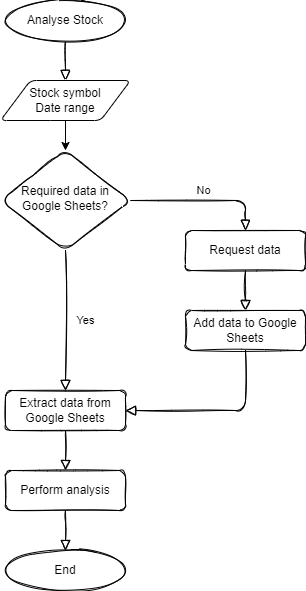 Analyse Stock
Stock symbol
Date range
Required data in
Google Sheets?
No
Request data
Add data to Google
Sheets
Yes
Extract data from
Google Sheets
Perform analysis
End